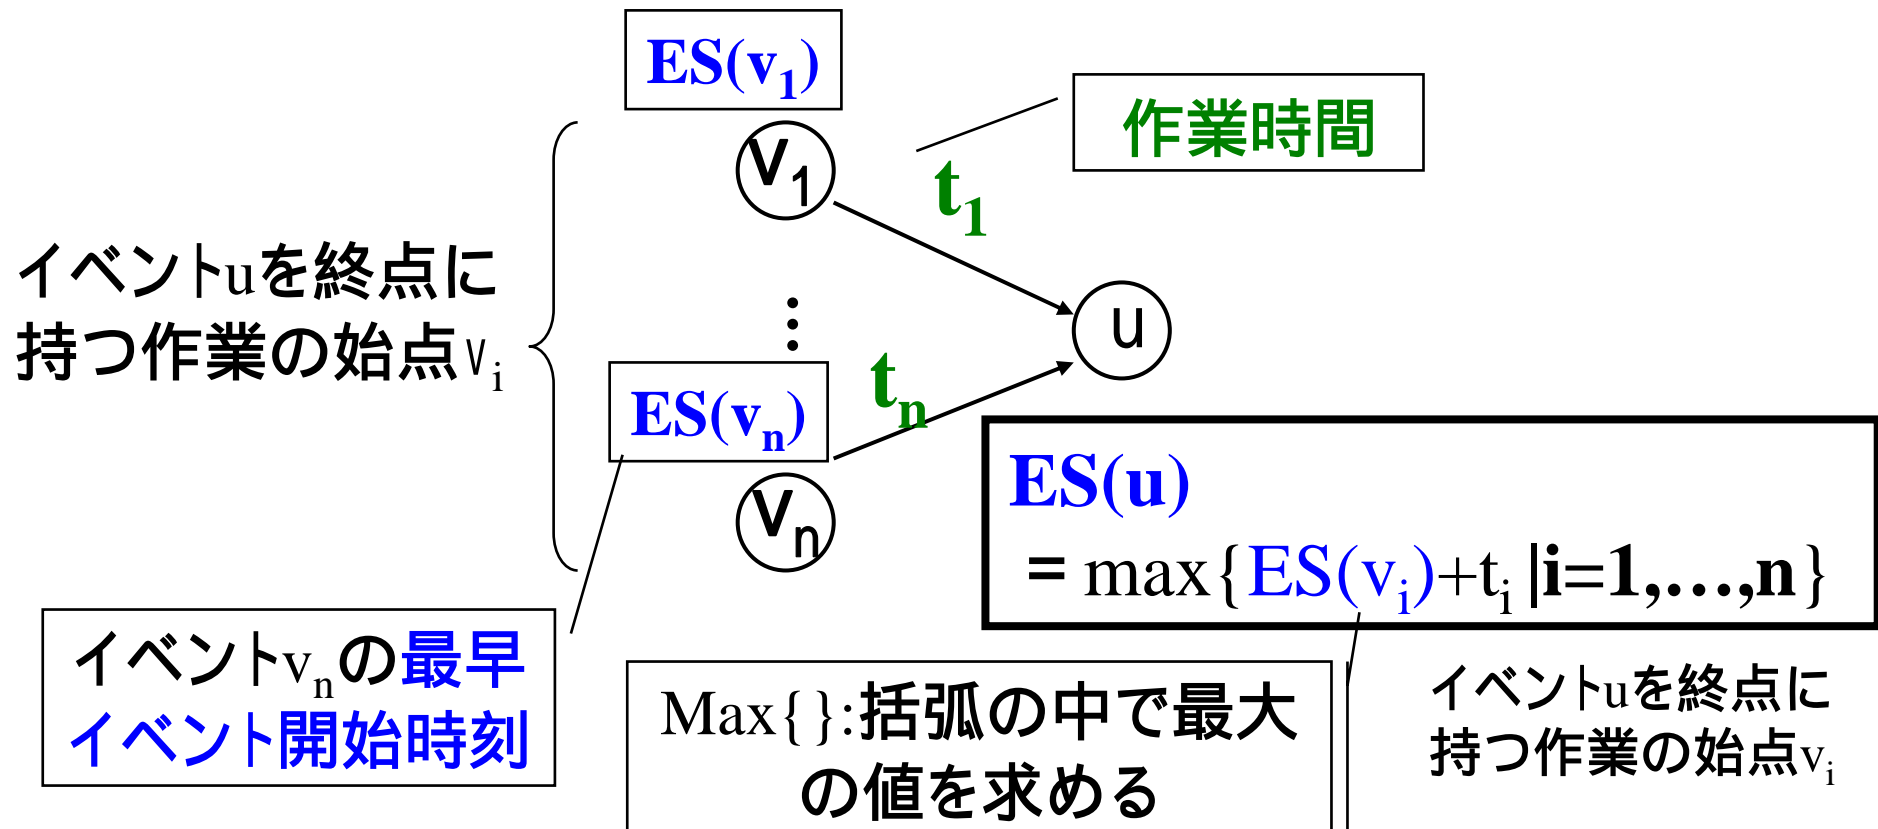 ES(v1)
作業時間
v1
t1
イベントuを終点に
持つ作業の始点vi
⋮
u
tn
ES(vn)
vn
ES(u)
= max{ES(vi)+ti |i=1,…,n}
イベントvnの最早
イベント開始時刻
Max{ }:括弧の中で最大
の値を求める
イベントuを終点に
持つ作業の始点vi